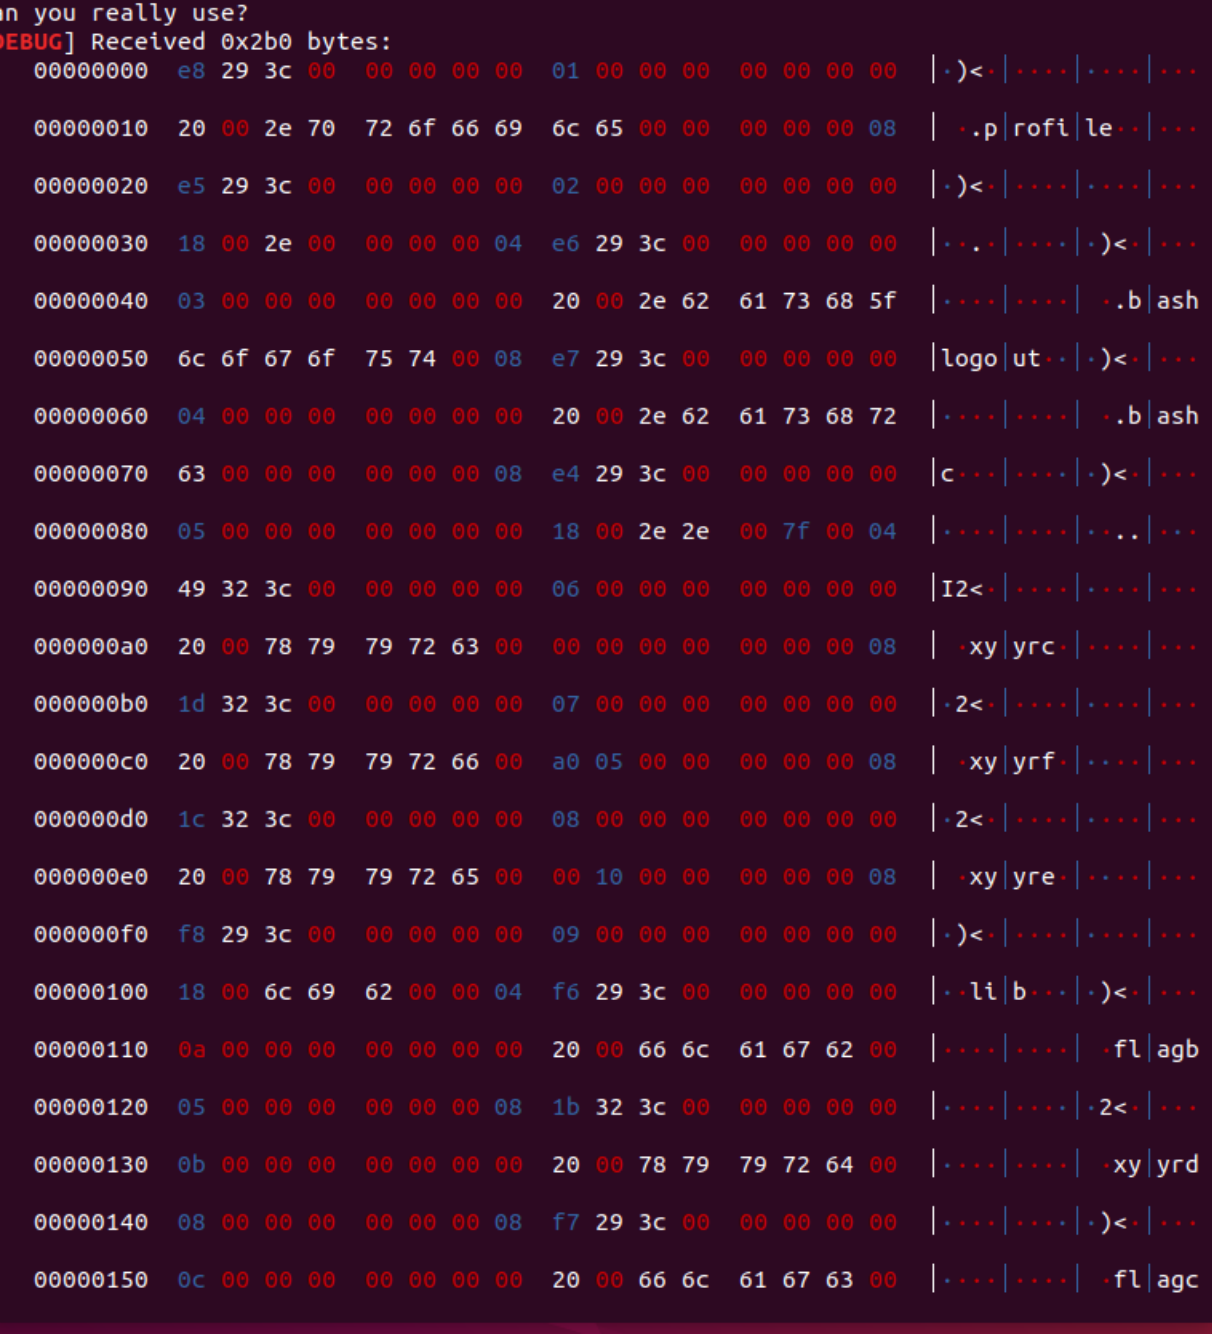 an you really use?
DEBUG] Received 0x2b0 bytes:
00000000 e8 29 3c 00 00 00 00 00 01 00 00 00 00 00 00 00 |·)<·|····|····|···
00000010 20 00 2e 70 72 6f 66 69 6c 65 00 00 00 00 00 08 | ·.p|rofi|le··|···
00000020 e5 29 3c 00 00 00 00 00 02 00 00 00 00 00 00 00 |·)<·|····|····|···
00000030 18 00 2e 00 00 00 00 04 e6 29 3c 00 00 00 00 00 |··.·|····|·)<·|···
00000040 03 00 00 00 00 00 00 00 20 00 2e 62 61 73 68 5f |····|····| ·.b|ash
00000050 6c 6f 67 6f 75 74 00 08 e7 29 3c 00 00 00 00 00 |logo|ut··|·)<·|···
00000060 04 00 00 00 00 00 00 00 20 00 2e 62 61 73 68 72 |····|····| ·.b|ash
00000070 63 00 00 00 00 00 00 08 e4 29 3c 00 00 00 00 00 |c···|····|·)<·|···
00000080 05 00 00 00 00 00 00 00 18 00 2e 2e 00 7f 00 04 |····|····|··..|···
00000090 49 32 3c 00 00 00 00 00 06 00 00 00 00 00 00 00 |I2<·|····|····|···
000000a0 20 00 78 79 79 72 63 00 00 00 00 00 00 00 00 08 | ·xy|yrc·|····|···
000000b0 1d 32 3c 00 00 00 00 00 07 00 00 00 00 00 00 00 |·2<·|····|····|···
000000c0 20 00 78 79 79 72 66 00 a0 05 00 00 00 00 00 08 | ·xy|yrf·|····|···
000000d0 1c 32 3c 00 00 00 00 00 08 00 00 00 00 00 00 00 |·2<·|····|····|···
000000e0 20 00 78 79 79 72 65 00 00 10 00 00 00 00 00 08 | ·xy|yre·|····|···
000000f0 f8 29 3c 00 00 00 00 00 09 00 00 00 00 00 00 00 |·)<·|····|····|···
00000100 18 00 6c 69 62 00 00 04 f6 29 3c 00 00 00 00 00 |··li|b···|·)<·|···
00000110 0a 00 00 00 00 00 00 00 20 00 66 6c 61 67 62 00 |····|····| ·fl|agb
00000120 05 00 00 00 00 00 00 08 1b 32 3c 00 00 00 00 00 |····|····|·2<·|···
00000130 0b 00 00 00 00 00 00 00 20 00 78 79 79 72 64 00 |····|····| ·xy|yrd
00000140 08 00 00 00 00 00 00 08 f7 29 3c 00 00 00 00 00 |····|····|·)<·|···
00000150 0c 00 00 00 00 00 00 00 20 00 66 6c 61 67 63 00 |····|····| ·fl|agc